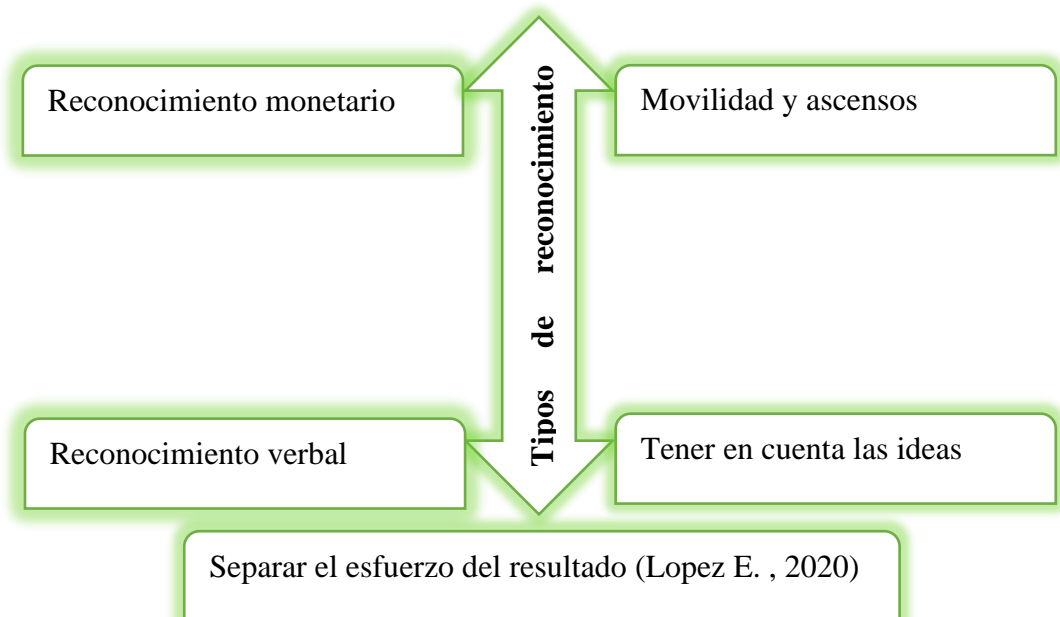 Reconocimiento monetario
Movilidad y ascensos
Tipos de reconocimiento
Reconocimiento verbal
Tener en cuenta las ideas
Separar el esfuerzo del resultado (Lopez E. , 2020)